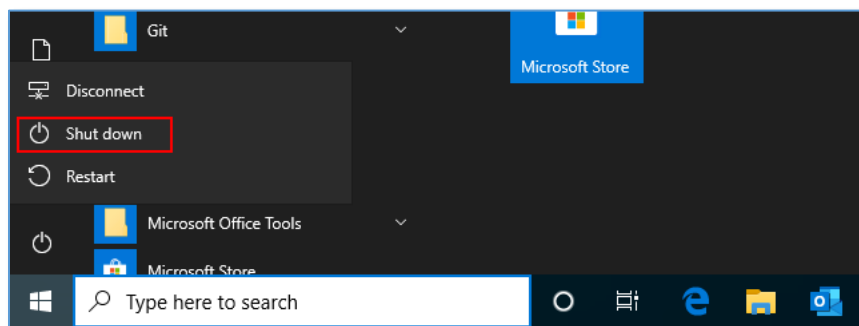 Git
Microsoft Store
Disconnect
Shut down
Restart
Microsoft Office Tools
Microsoft Store
Type here to search